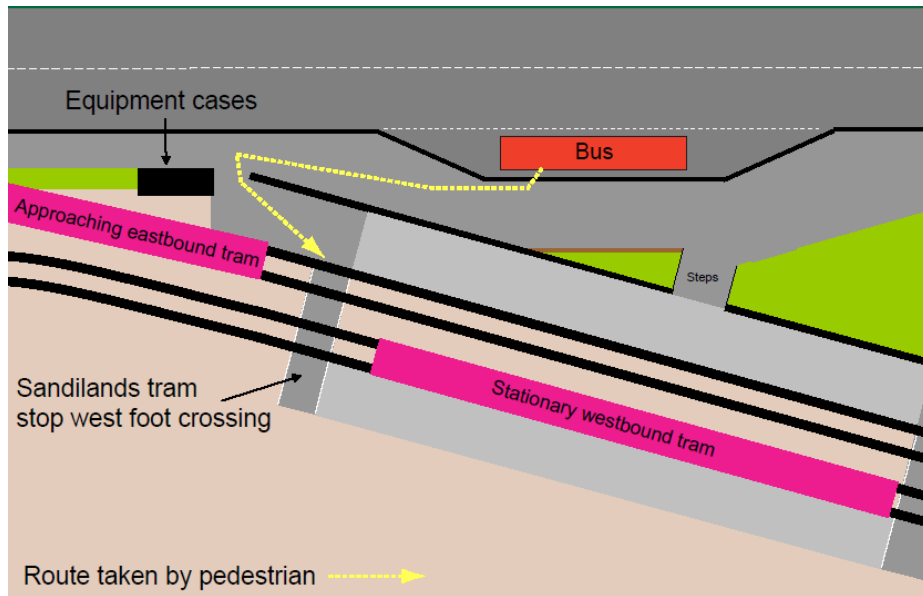 Equipment cases
Bus
Approaching eastbound tram
Steps
Sandilands tram
stop west foot crossing
Stationary westbound tram
Route taken by pedestrian